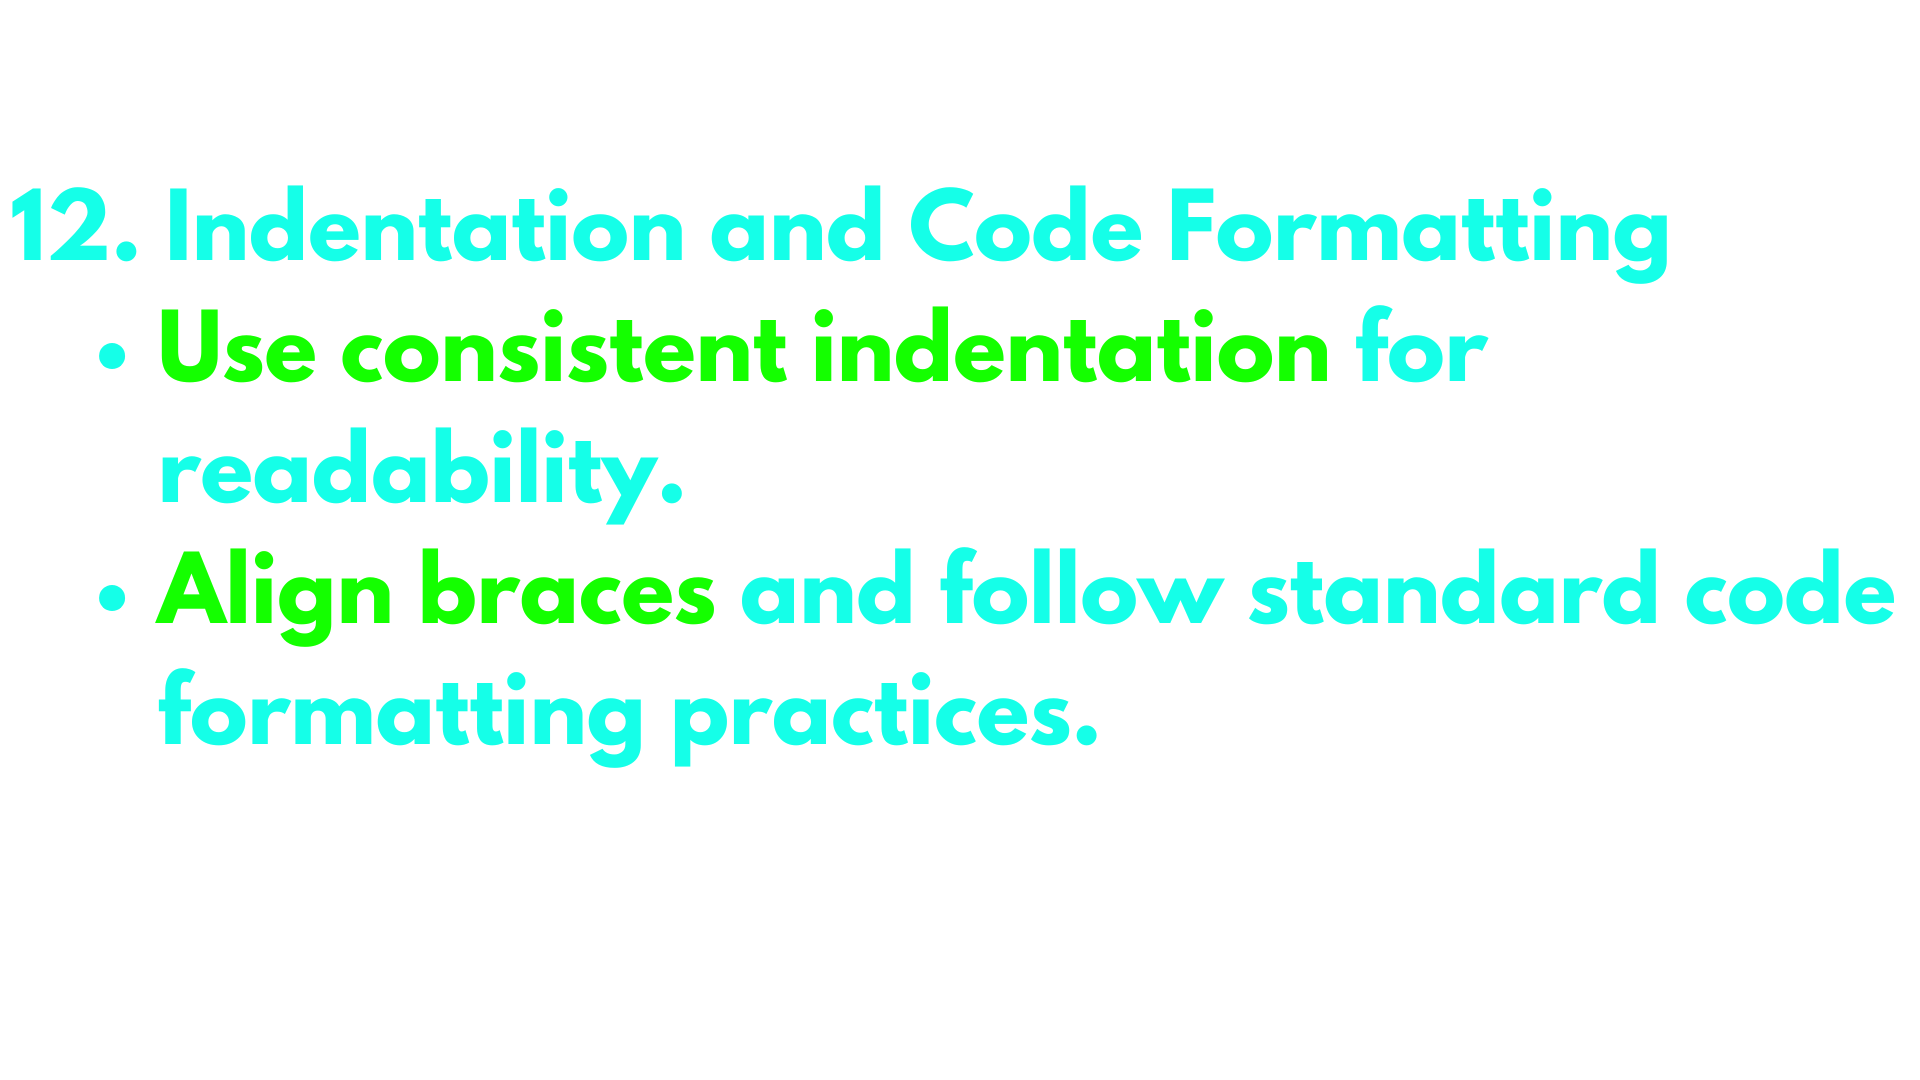 12. Indentation and Code Formatting
• Use consistent indentation for
readability.
• Align braces and follow standard code
formatting practices.